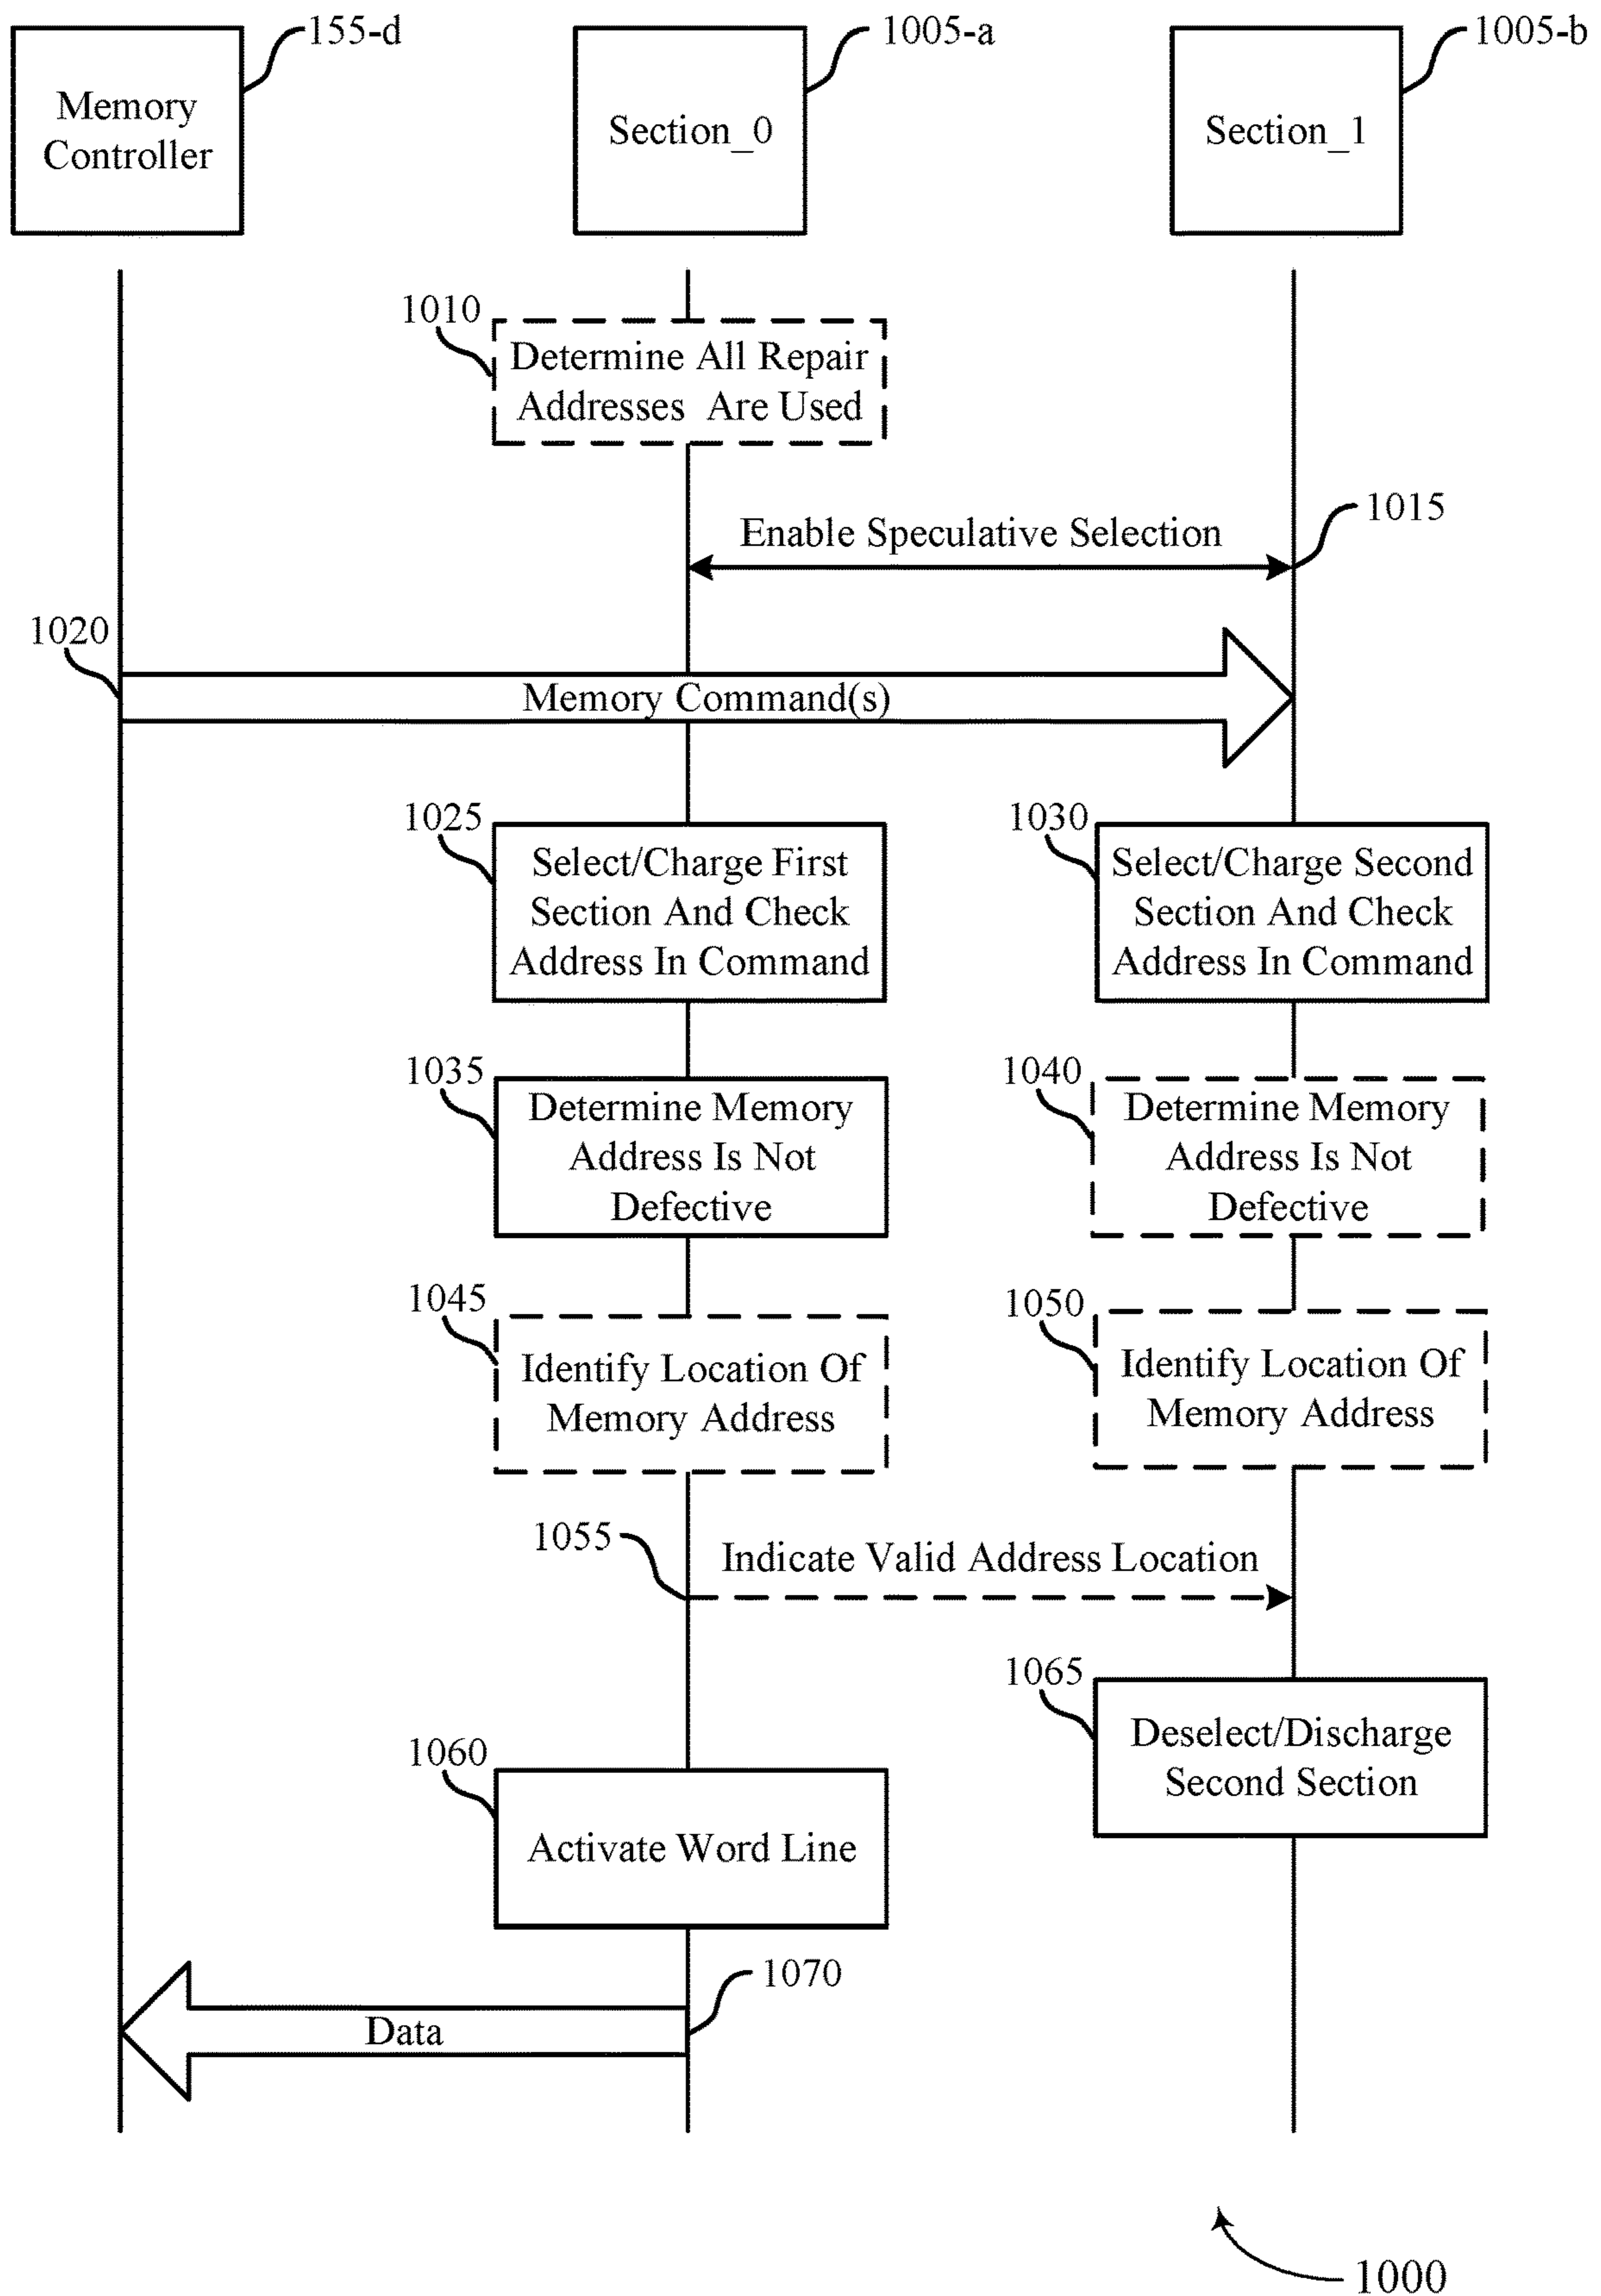 155-d
1005-a
1005-b
Memory
Controller
Section_0
Section_1
1010
Determine All Repair
Addresses Are Used
1015
Enable Speculative Selection
1020
Memory Command(s)
1025
Select/Charge First
Section And Check
Address In Command
1030
Select/Charge Second
Section And Check
Address In Command
1035
Determine Memory
Address Is Not
Defective
1040
Determine Memory
Address Is Not
Defective
1045
Identify Location Of
Memory Address
1050
Identify Location Of
Memory Address
1055
Indicate Valid Address Location
1065
Deselect/Discharge
Second Section
1060
Activate Word Line
1070
Data
1000